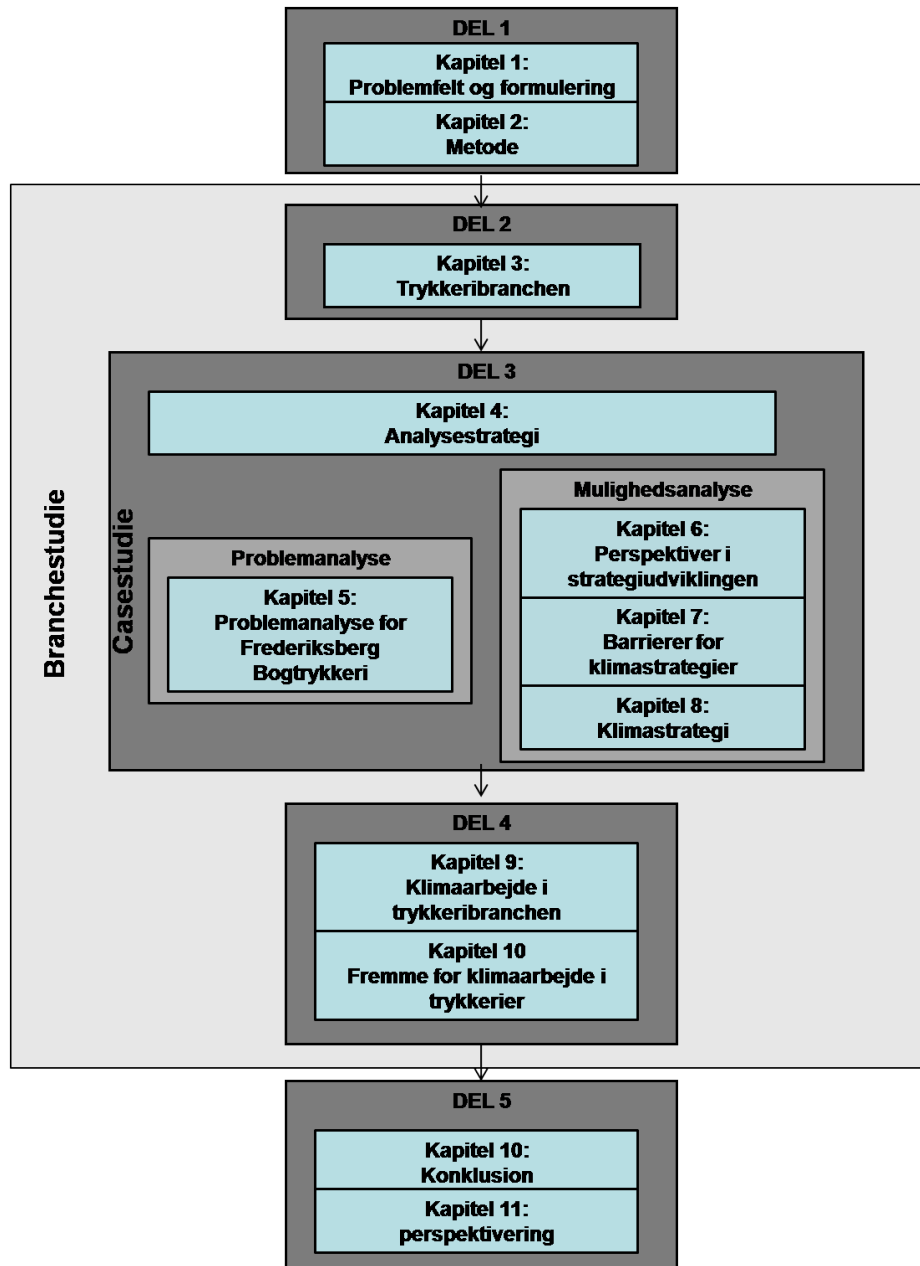 DEL 1
Kapitel 1:
Problemfelt og formulering
Kapitel 2:
Metode
DEL 2
Kapitel 3:
Trykkeribranchen
DEL 3
Kapitel 4:
Analysestrategi
Branchestudie
Casestudie
Problemanalyse
Kapitel 5:
Problemanalyse for
Frederiksberg
Bogtrykkeri
Mulighedsanalyse
Kapitel 6:
Perspektiver i
strategiudviklingen
Kapitel 7:
Barrierer for
klimastrategier
Kapitel 8:
Klimastrategi
DEL 4
Kapitel 9:
Klimaarbejde i
trykkeribranchen
Kapitel 10
Fremme for klimaarbejde i
trykkerier
DEL 5
Kapitel 10:
Konklusion
Kapitel 11:
perspektivering